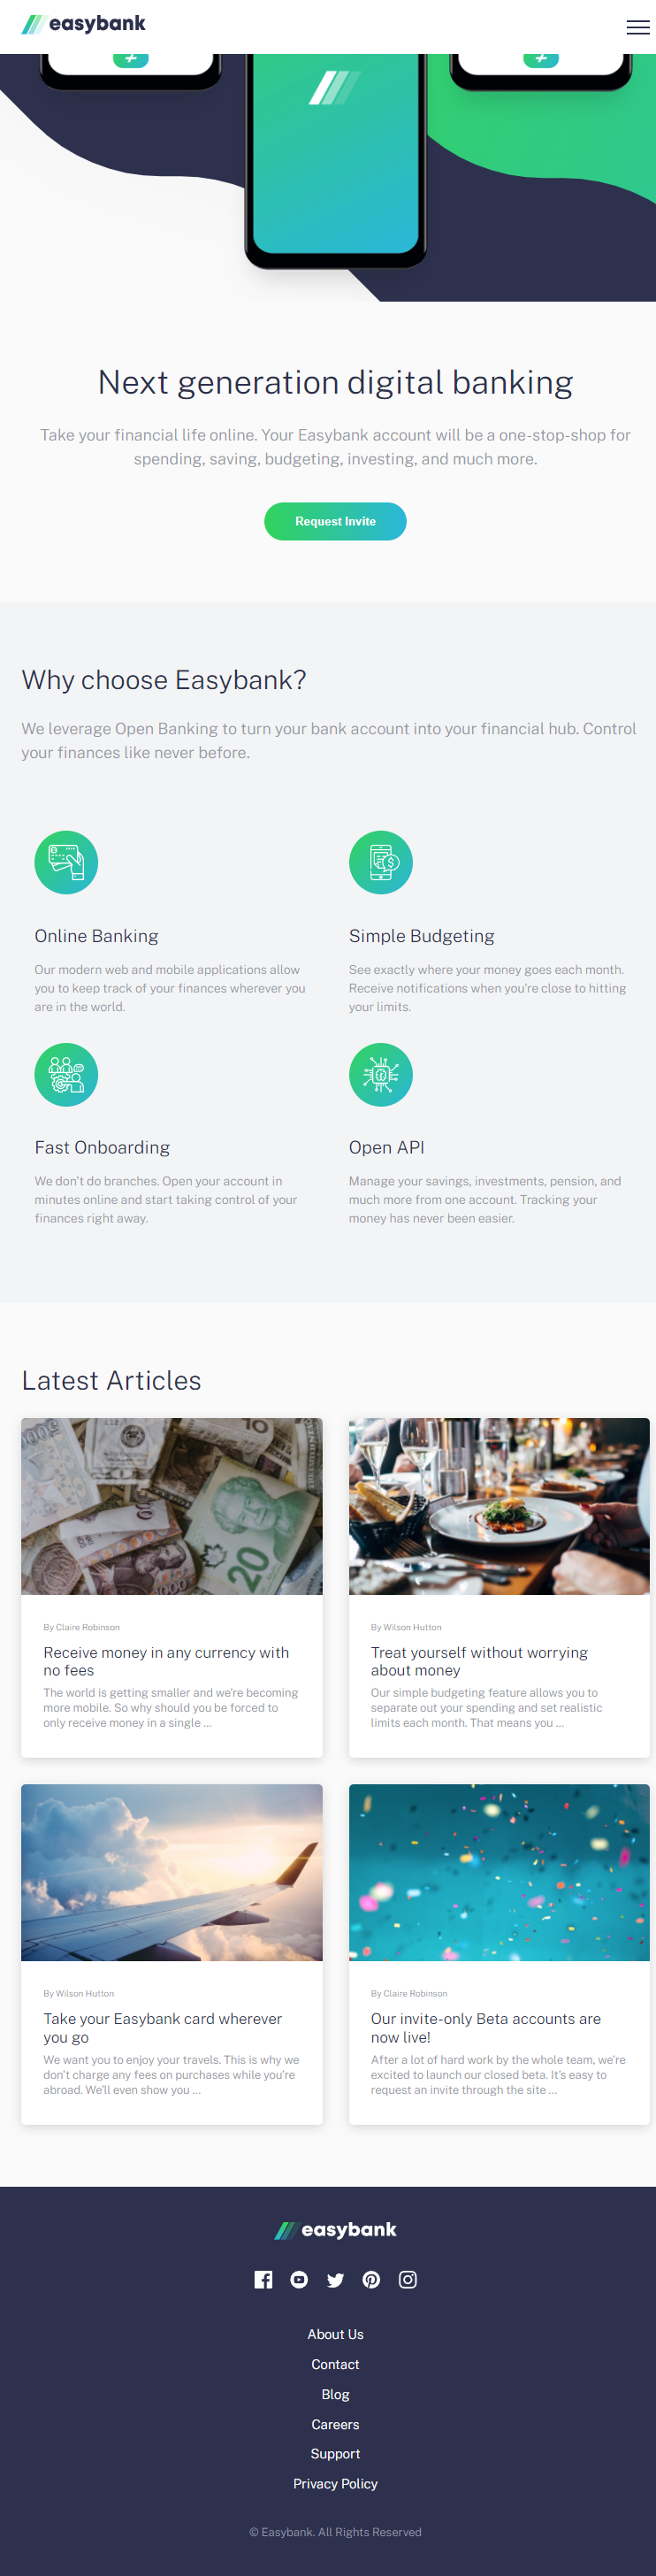 easybank
Next generation digital banking
Take your financial life online. Your Easybank account will be a one-stop-shop for
spending, saving, budgeting, investing, and much more.
Request Invite
Why choose Easybank?
We leverage Open Banking to turn your bank account into your financial hub. Control
your finances like never before.
Online Banking
Our modern web and mobile applications allow
you to keep track of your finances wherever you
are in the world.
Simple Budgeting
See exactly where your money goes each month.
Receive notifications when you're close to hitting
your limits.
Fast Onboarding
We don't do branches. Open your account in
minutes online and start taking control of your
finances right away.
Open API
Manage your savings, investments, pension, and
much more from one account. Tracking your
money has never been easier.
Latest Articles
20
By Claire Robinson
Receive money in any currency with
no fees
The world is getting smaller and we're becoming
more mobile. So why should you be forced to
only receive money in a single ...
By Wilson Hutton
Treat yourself without worrying
about money
Our simple budgeting feature allows you to
separate out your spending and set realistic
limits each month. That means you ...
By Wilson Hutton
Take your Easybank card wherever
you go
We want you to enjoy your travels. This is why we
don't charge any fees on purchases while you're
abroad. We'll even show you ...
By Claire Robinson
Our invite-only Beta accounts are
now live!
After a lot of hard work by the whole team, we're
excited to launch our closed beta. It's easy to
request an invite through the site ...
easybank
About Us
Contact
Blog
Careers
Support
Privacy Policy
© Easybank. All Rights Reserved